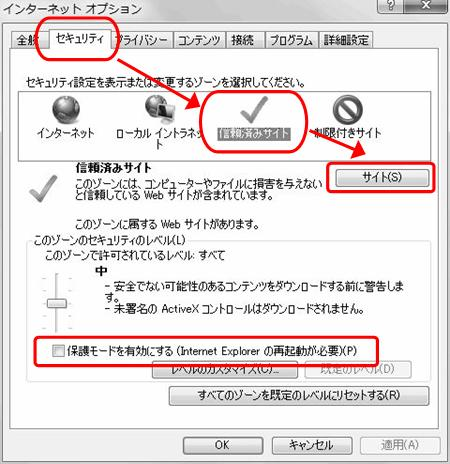 インターネット オプション
全般 セキュリティ プライバシー コンテンツ 接続 プログラム 詳細設定
セキュリティ設定を表示または変更するゾーンを選択してください。
インターネット ローカル イントラネット 信頼済みサイト 制限付きサイト
信頼済みサイト
サイト(S)
このゾーンには、コンピューターやファイルに損害を与えない
と信頼している Web サイトが含まれています。
このゾーンに属する Web サイトがあります。
このゾーンのセキュリティのレベル(L)
このゾーンで許可されているレベル: すべて
中
- 安全でない可能性のあるコンテンツをダウンロードする前に警告しま
す。
- 未署名の ActiveX コントロールはダウンロードされません。
保護モードを有効にする (Internet Explorer の再起動が必要)(P)
レベルのカスタマイズ(C)... 既定のレベル(D)
すべてのゾーンを既定のレベルにリセットする(R)
OK キャンセル 適用(A)